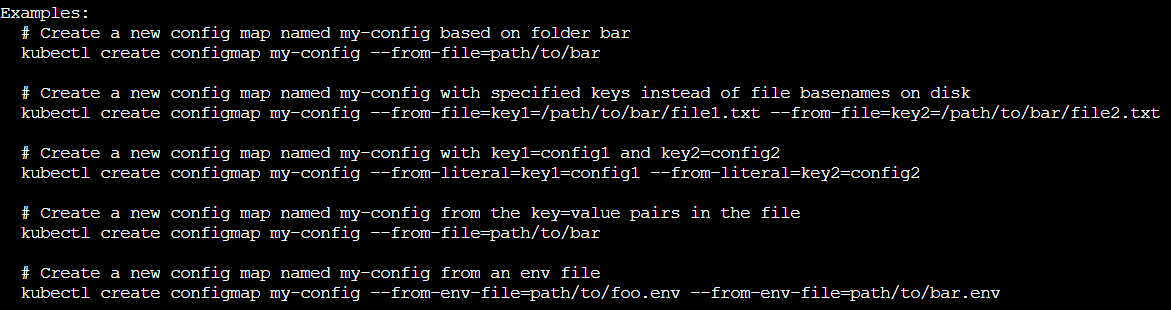 Examples:
  # Create a new config map named my-config based on folder bar
  kubectl create configmap my-config --from-file=path/to/bar

  # Create a new config map named my-config with specified keys instead of file basenames on disk
  kubectl create configmap my-config --from-file=key1=/path/to/bar/file1.txt --from-file=key2=/path/to/bar/file2.txt

  # Create a new config map named my-config with key1=config1 and key2=config2
  kubectl create configmap my-config --from-literal=key1=config1 --from-literal=key2=config2

  # Create a new config map named my-config from the key=value pairs in the file
  kubectl create configmap my-config --from-file=path/to/bar

  # Create a new config map named my-config from an env file
  kubectl create configmap my-config --from-env-file=path/to/foo.env --from-env-file=path/to/bar.env